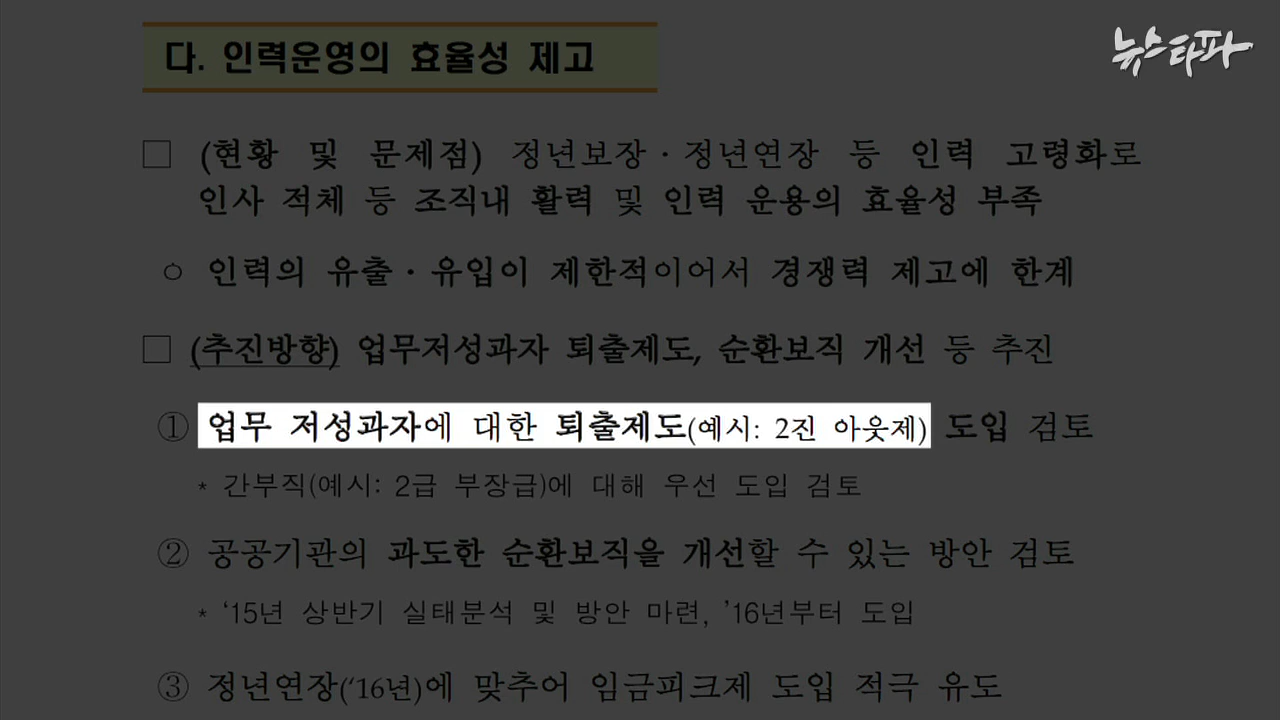 뉴스타파
다. 인력운영의 효율성 제고
□ (현황 및 문제점) 정년보장·정년연장 등 인력 고령화로
인사 적체 등 조직내 활력 및 인력 운용의 효율성 부족
ㅇ 인력의 유출·유입이 제한적이어서 경쟁력 제고에 한계
□ (추진방향) 업무저성과자 퇴출제도, 순환보직 개선 등 추진
① 업무 저성과자에 대한 퇴출제도(예시: 2진 아웃제) 도입 검토
* 간부직(예시: 2급 부장급)에 대해 우선 도입 검토
② 공공기관의 과도한 순환보직을 개선할 수 있는 방안 검토
* ‘15년 상반기 실태분석 및 방안 마련, ’16년부터 도입
③ 정년연장(‘16년)에 맞추어 임금피크제 도입 적극 유도